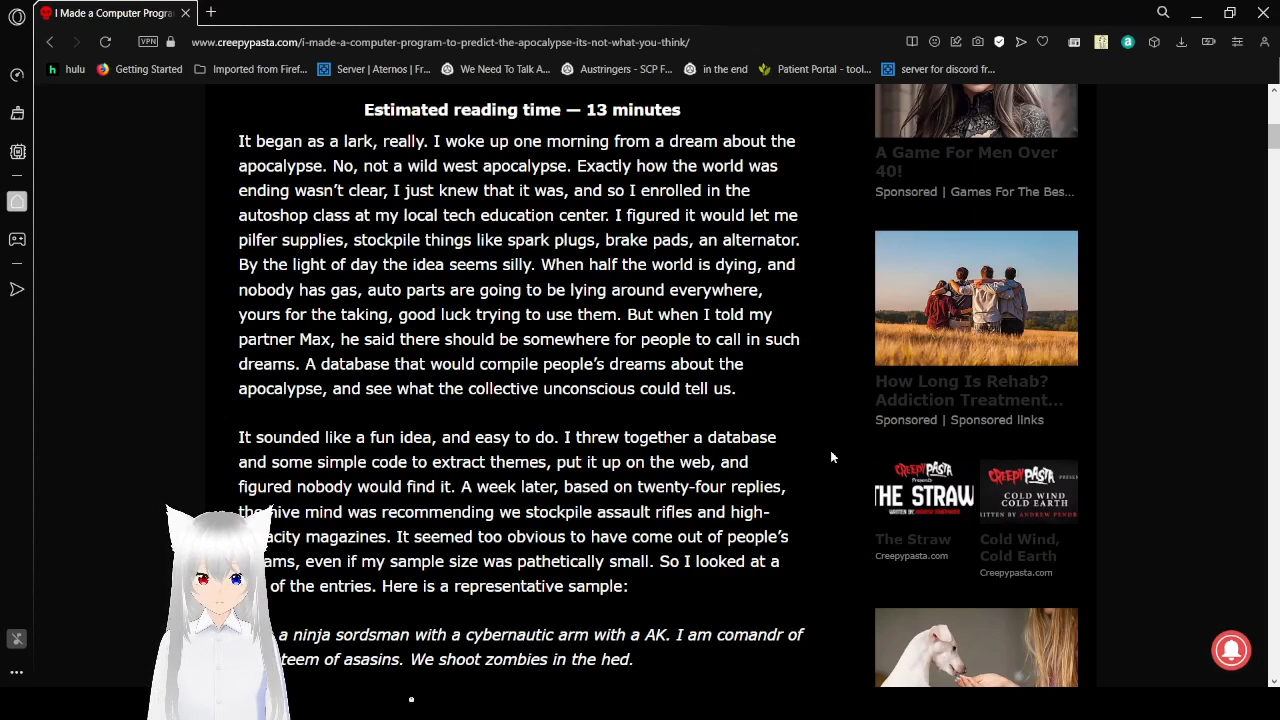 I Made a Computer Progra
VPN
www.creepypasta.com/i-made-a-computer-program-to-predict-the-apocalypse-its-not-what-you-think/
hulu
Getting Started
Imported from Firef...
Server | Aternos | Fr...
We Need To Talk A...
Austringers - SCP F...
in the end
Patient Portal - tool...
server for discord fr...
Estimated reading time — 13 minutes
It began as a lark, really. I woke up one morning from a dream about the
apocalypse. No, not a wild west apocalypse. Exactly how the world was
ending wasn't clear, I just knew that it was, and so I enrolled in the
autoshop class at my local tech education center. I figured it would let me
pilfer supplies, stockpile things like spark plugs, brake pads, an alternator.
By the light of day the idea seems silly. When half the world is dying, and
nobody has gas, auto parts are going to be lying around everywhere,
yours for the taking, good luck trying to use them. But when I told my
partner Max, he said there should be somewhere for people to call in such
dreams. A database that would compile people's dreams about the
apocalypse, and see what the collective unconscious could tell us.
It sounded like a fun idea, and easy to do. I threw together a database
and some simple code to extract themes, put it up on the web, and
figured nobody would find it. A week later, based on twenty-four replies,
the hive mind was recommending we stockpile assault rifles and high-
acity magazines. It seemed too obvious to have come out of people's
ams, even if my sample size was pathetically small. So I looked at a
of the entries. Here is a representative sample:
a ninja sordsman with a cybernautic arm with a AK. I am comandr of
teem of asasins. We shoot zombies in the hed.
A Game For Men Over
40!
Sponsored | Games For The Bes...
How Long Is Rehab?
Addiction Treatment...
Sponsored | Sponsored links
CREEPYPASTA
Presents
THE STRAW
The Straw
Creepypasta.com
CREEPYPASTA
COLD WIND
COLD EARTH
Cold Wind,
Cold Earth
Creepypasta.com